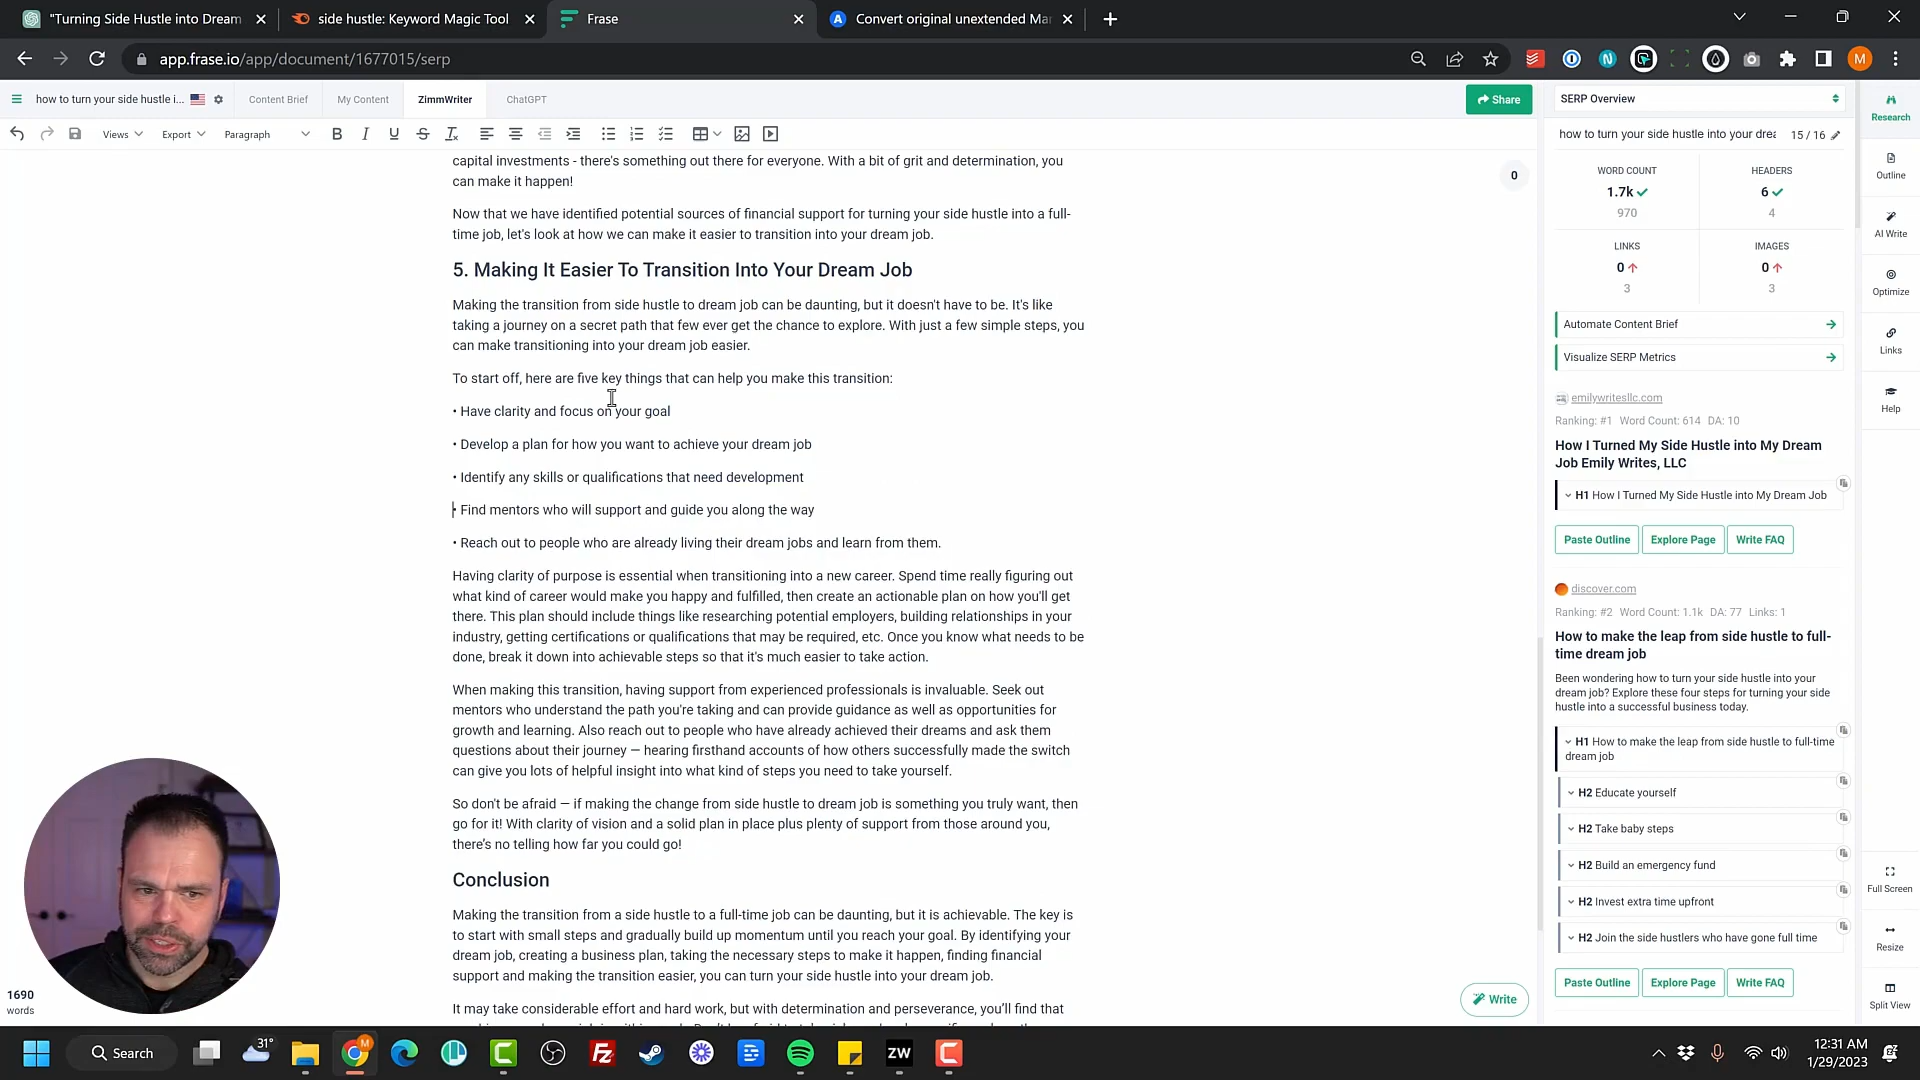 "Turning Side Hustle into Dream
side hustle: Keyword Magic Tool
Frase
Convert original unextended Ma
app.frase.io/app/document/1677015/serp
M
how to turn your side hustle i...
Content Brief
My Content
ZimmWriter
ChatGPT
Share
Views
Export
Paragraph
B
I
U
0
capital investments - there's something out there for everyone. With a bit of grit and determination, you
can make it happen!
Now that we have identified potential sources of financial support for turning your side hustle into a full-
time job, let's look at how we can make it easier to transition into your dream job.
5. Making It Easier To Transition Into Your Dream Job
Making the transition from side hustle to dream job can be daunting, but it doesn't have to be. It's like
taking a journey on a secret path that few ever get the chance to explore. With just a few simple steps, you
can make transitioning into your dream job easier.
To start off, here are five key things that can help you make this transition:
• Have clarity and focus on your goal
• Develop a plan for how you want to achieve your dream job
• Identify any skills or qualifications that need development
• Find mentors who will support and guide you along the way
• Reach out to people who are already living their dream jobs and learn from them.
Having clarity of purpose is essential when transitioning into a new career. Spend time really figuring out
what kind of career would make you happy and fulfilled, then create an actionable plan on how you'll get
there. This plan should include things like researching potential employers, building relationships in your
industry, getting certifications or qualifications that may be required, etc. Once you know what needs to be
done, break it down into achievable steps so that it's much easier to take action.
When making this transition, having support from experienced professionals is invaluable. Seek out
mentors who understand the path you're taking and can provide guidance as well as opportunities for
growth and learning. Also reach out to people who have already achieved their dreams and ask them
questions about their journey — hearing firsthand accounts of how others successfully made the switch
can give you lots of helpful insight into what kind of steps you need to take yourself.
So don't be afraid — if making the change from side hustle to dream job is something you truly want, then
go for it! With clarity of vision and a solid plan in place plus plenty of support from those around you,
there's no telling how far you could go!
Conclusion
Making the transition from a side hustle to a full-time job can be daunting, but it is achievable. The key is
to start with small steps and gradually build up momentum until you reach your goal. By identifying your
dream job, creating a business plan, taking the necessary steps to make it happen, finding financial
support and making the transition easier, you can turn your side hustle into your dream job.
It may take considerable effort and hard work, but with determination and perseverance, you'll find that
1690
words
Write
SERP Overview
how to turn your side hustle into your drea
15 / 16
WORD COUNT
HEADERS
1.7k
6
970
4
LINKS
IMAGES
0
0
3
3
Automate Content Brief
Visualize SERP Metrics
emilywritesllc.com
Ranking: #1 Word Count: 614 DA: 10
How I Turned My Side Hustle into My Dream
Job Emily Writes, LLC
H1 How I Turned My Side Hustle into My Dream Job
Paste Outline
Explore Page
Write FAQ
discover.com
Ranking: #2 Word Count: 1.1k DA: 77 Links: 1
How to make the leap from side hustle to full-
time dream job
Been wondering how to turn your side hustle into your
dream job? Explore these four steps for turning your side
hustle into a successful business today.
H1 How to make the leap from side hustle to full-time
dream job
H2 Educate yourself
H2 Take baby steps
H2 Build an emergency fund
H2 Invest extra time upfront
H2 Join the side hustlers who have gone full time
Paste Outline
Explore Page
Write FAQ
Research
Outline
AI Write
Optimize
Links
Help
Full Screen
Resize
Split View
Search
31°
M
ZW
12:31 AM
1/29/2023